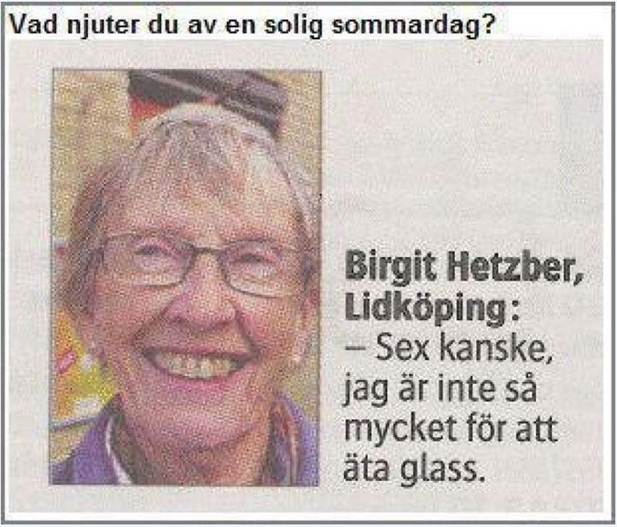 Vad njuter du av en solig sommardag?
Birgit Hetzber,
Lidköping:
– Sex kanske,
jag är inte så
mycket för att
äta glass.